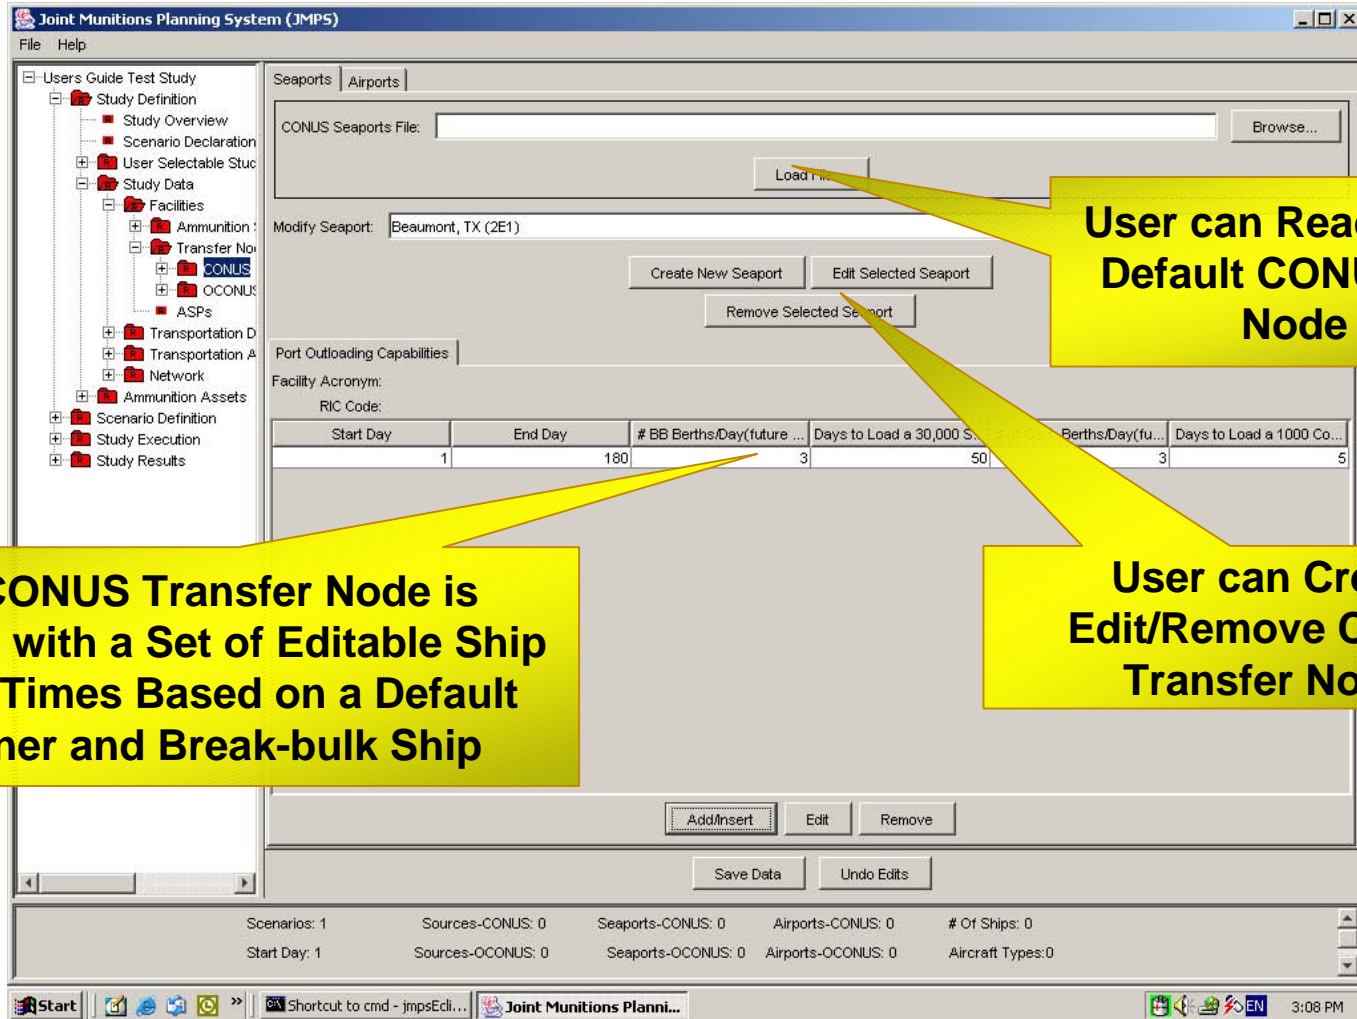 Joint Munitions Planning System (JMPS)
File Help
Users Guide Test Study
Study Definition
Study Overview
Scenario Declaration
User Selectable Stud
Study Data
Facilities
Ammunition
Transfer No
CONUS
OCONUS
ASPs
Transportation D
Transportation A
Network
Ammunition Assets
Scenario Definition
Study Execution
Study Results
Seaports Airports
CONUS Seaports File: Browse...
Load File
Modify Seaport: Beaumont, TX (2E1)
Create New Seaport Edit Selected Seaport
Remove Selected Seaport
Port Outloading Capabilities
Facility Acronym:
RIC Code:
Start Day End Day # BB Berths/Day(future ... Days to Load a 30,000 S... Berths/Day(fu... Days to Load a 1000 Co...
1 180 3 50 3 5
User can Rea
Default CON
Node
User can Cre
Edit/Remove C
Transfer No
CONUS Transfer Node is
with a Set of Editable Ship
Times Based on a Default
ner and Break-bulk Ship
Add/Insert Edit Remove
Save Data Undo Edits
Scenarios: 1 Sources-CONUS: 0 Seaports-CONUS: 0 Airports-CONUS: 0 # Of Ships: 0
Start Day: 1 Sources-OCONUS: 0 Seaports-OCONUS: 0 Airports-OCONUS: 0 Aircraft Types:0
Start » Shortcut to cmd - jmpsEcli... Joint Munitions Planni... EN 3:08 PM